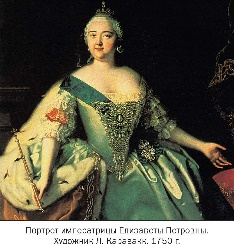 Портрет императрицы Елизаветы Петровны.
Художник Л. Каравакк. 1750 г.